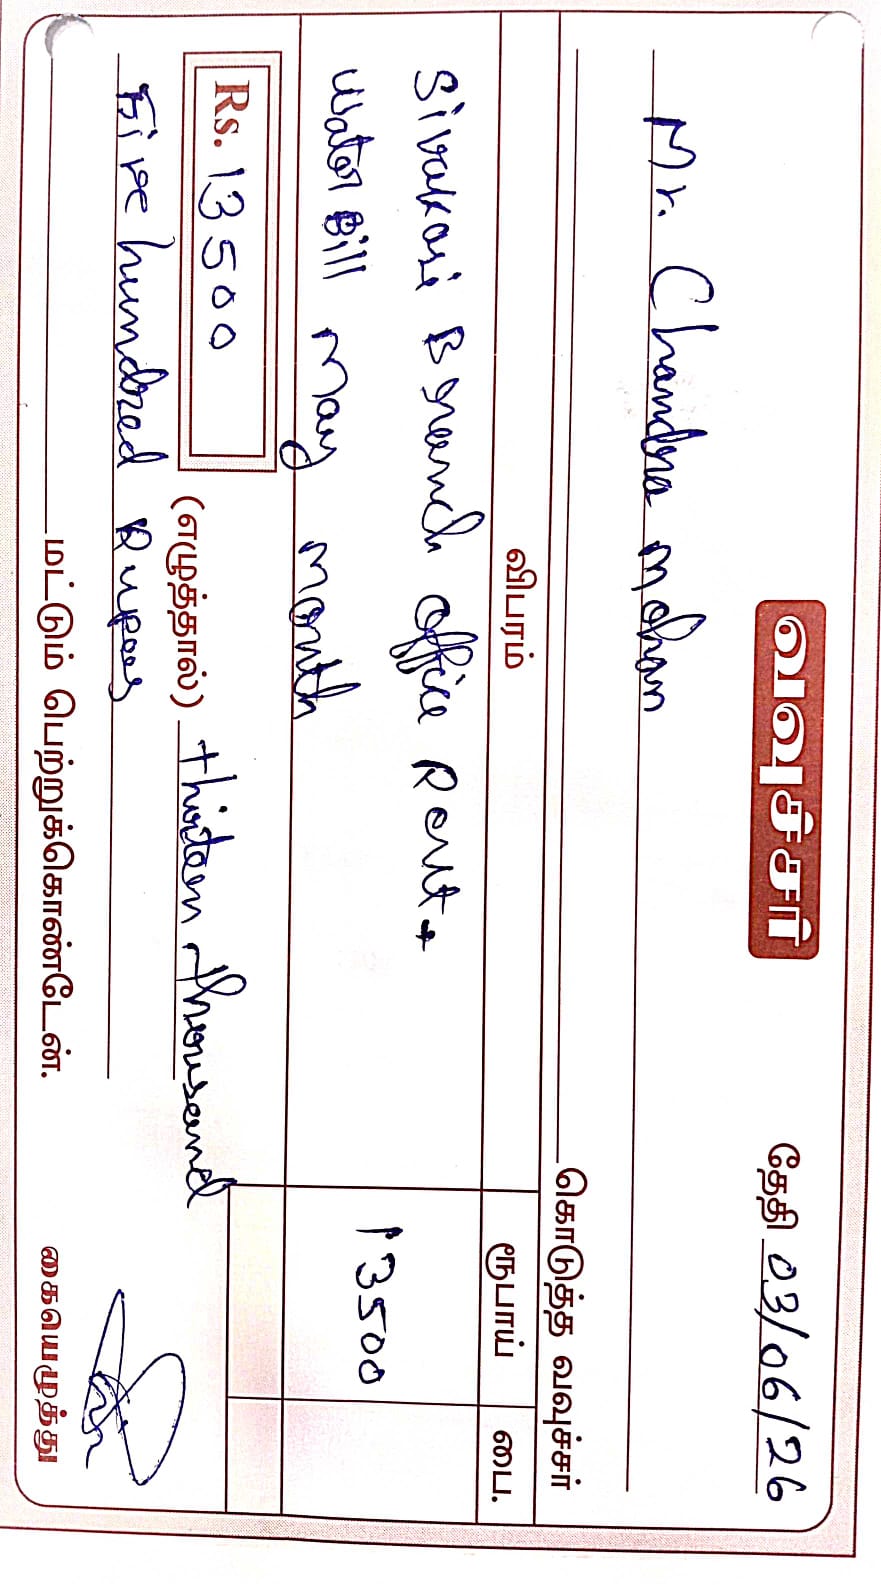 வவுச்சர்
தேதி 03/06/26
Mr. Chandra mohan
கொடுத்த வவுச்சர்
விபரம் ரூபாய் பை.
Sivakasi Branch office Rent +
13500
Water Bill May month
Rs. 13500
(எழுத்தால்) thirteen thousand
Five hundred Rupees
மட்டும் பெற்றுக்கொண்டேன்.
கையெழுத்து